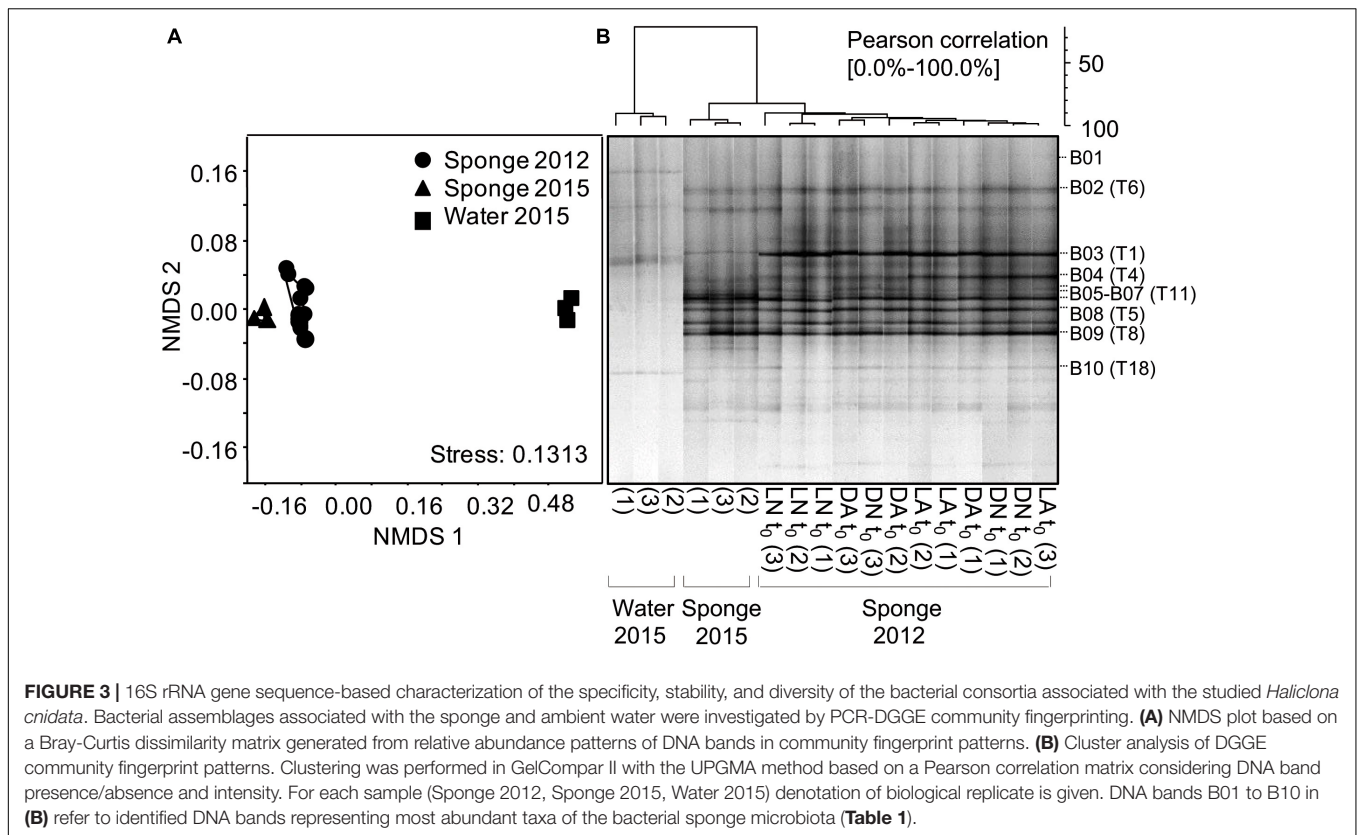 A
B
Pearson correlation
[0.0%-100.0%]
50
100
Sponge 2012
Sponge 2015
Water 2015
0.16
0.08
0.00
-0.08
-0.16
NMDS 2
Stress: 0.1313
-0.16 0.00 0.16 0.32 0.48
NMDS 1
B01
B02 (T6)
B03 (T1)
B04 (T4)
B05-B07 (T11)
B08 (T5)
B09 (T8)
B10 (T18)
(1)
(3)
(2)
(1)
(3)
(2)
LN t0 (3)
LN t0 (2)
LN t0 (1)
DA t0 (3)
DN t0 (3)
DA t0 (2)
LA t0 (2)
LA t0 (1)
DA t0 (1)
DN t0 (1)
DN t0 (2)
LA t0 (3)
Water 2015
Sponge 2015
Sponge 2012
FIGURE 3 | 16S rRNA gene sequence-based characterization of the specificity, stability, and diversity of the bacterial consortia associated with the studied Haliclona
cnidata. Bacterial assemblages associated with the sponge and ambient water were investigated by PCR-DGGE community fingerprinting. (A) NMDS plot based on
a Bray-Curtis dissimilarity matrix generated from relative abundance patterns of DNA bands in community fingerprint patterns. (B) Cluster analysis of DGGE
community fingerprint patterns. Clustering was performed in GelCompar II with the UPGMA method based on a Pearson correlation matrix considering DNA band
presence/absence and intensity. For each sample (Sponge 2012, Sponge 2015, Water 2015) denotation of biological replicate is given. DNA bands B01 to B10 in
(B) refer to identified DNA bands representing most abundant taxa of the bacterial sponge microbiota (Table 1).